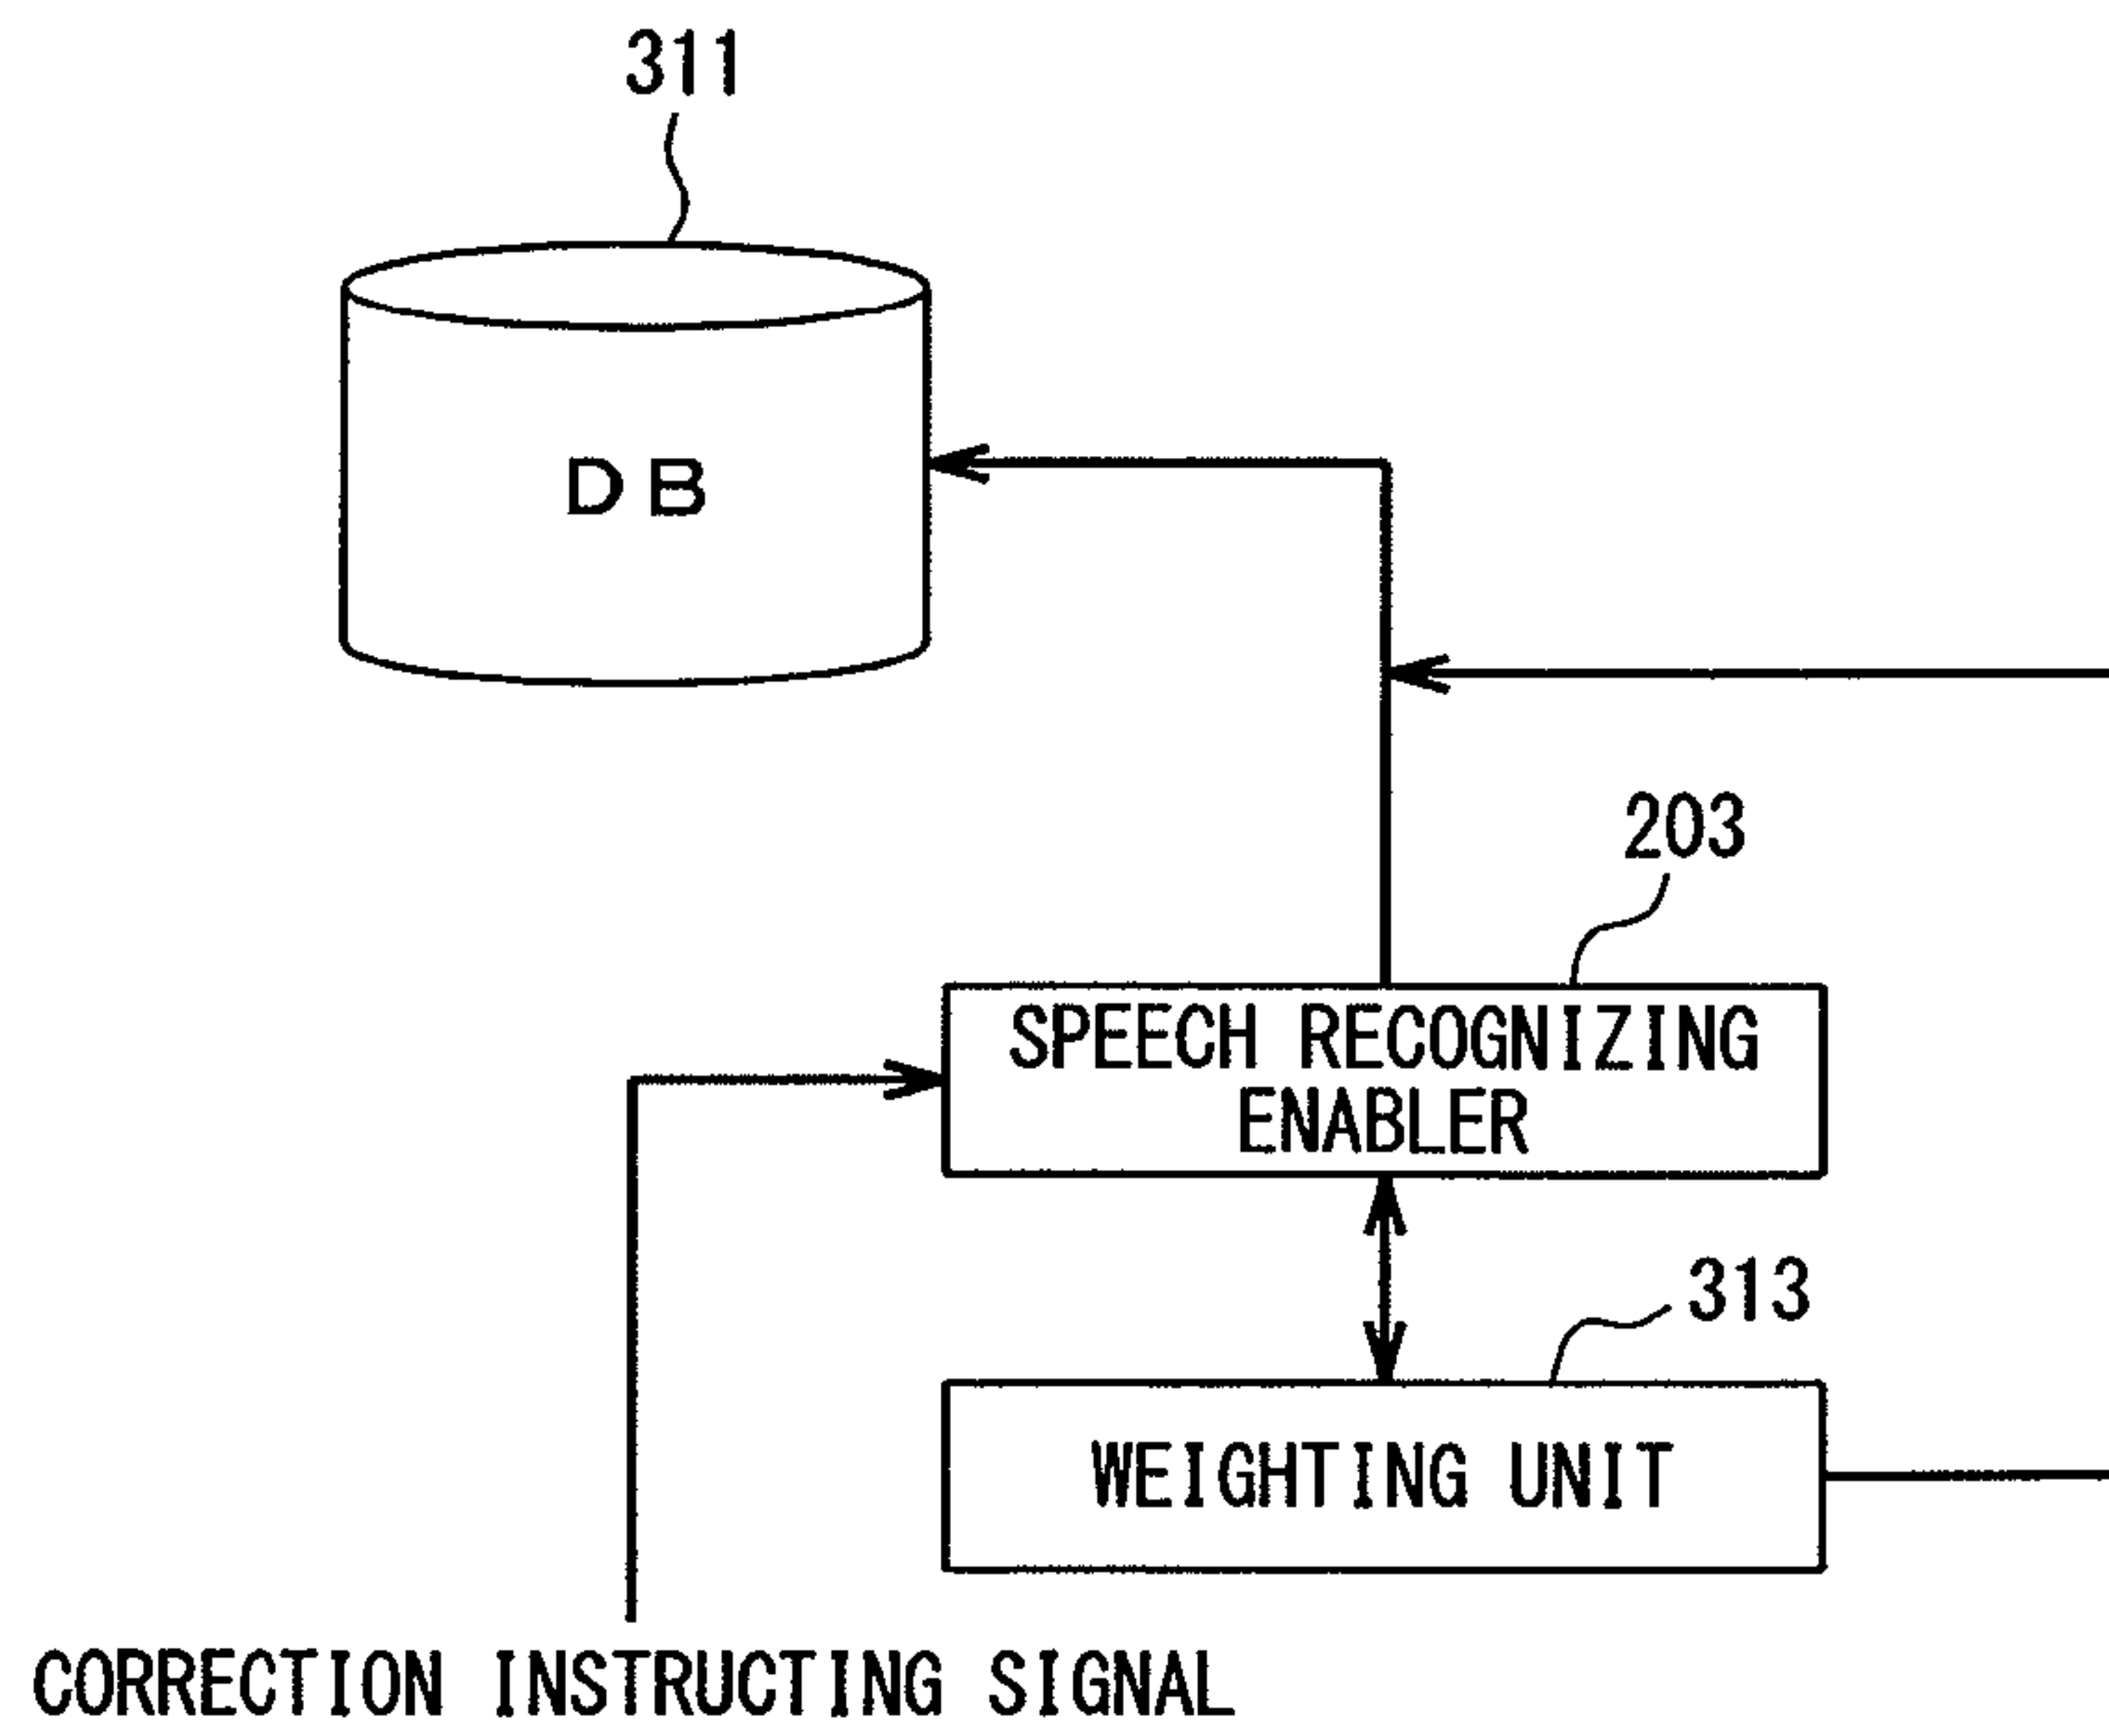 311
DB
203
SPEECH RECOGNIZING
ENABLER
313
WEIGHTING UNIT
CORRECTION INSTRUCTING SIGNAL